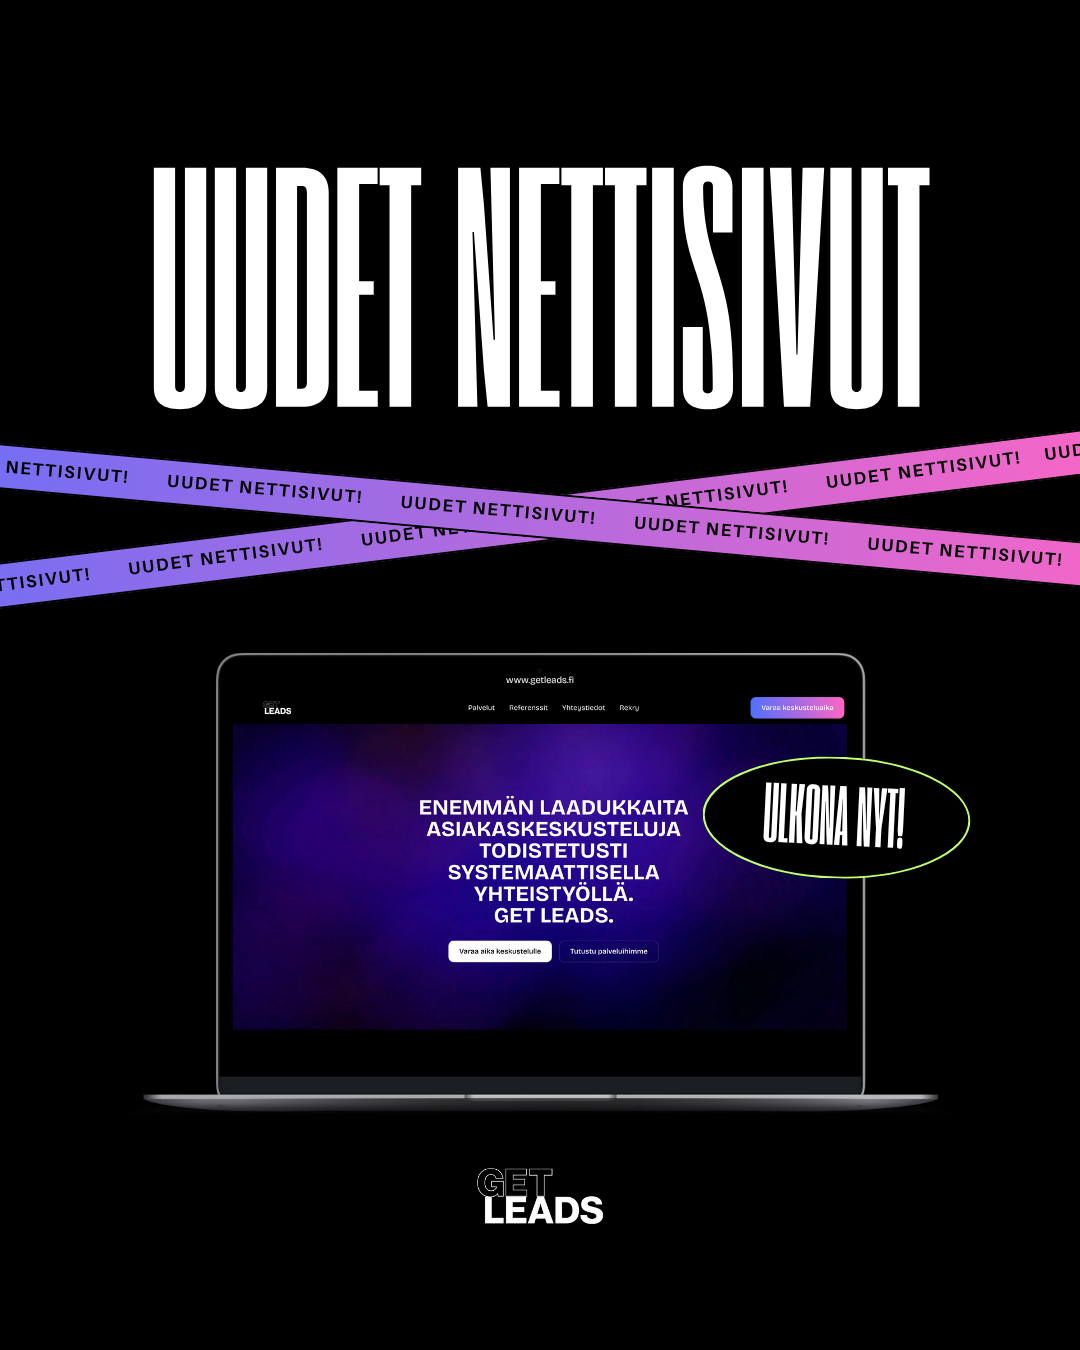 UUDET NETTISIVUT
NETTISIVUT! UUDET NETTISIVUT! UUDET NETTISIVUT! UUDET NETTISIVUT! UUDET NETTISIVUT!
UUDET NETTISIVUT! UUDET NETTISIVUT! UUDET
www.getleads.fi
GET
LEADS
Palvelut Referenssit Yhteystiedot Rekry Varaa keskusteluaika
ENEMMÄN LAADUKKAITA
ASIAKASKESKUSTELUJA
TODISTETUSTI
SYSTEMAATTISELLA
YHTEISTYÖLLÄ.
GET LEADS.
Varaa aika keskustelulle Tutustu palveluihimme
ULKONA NYT!
GET
LEADS